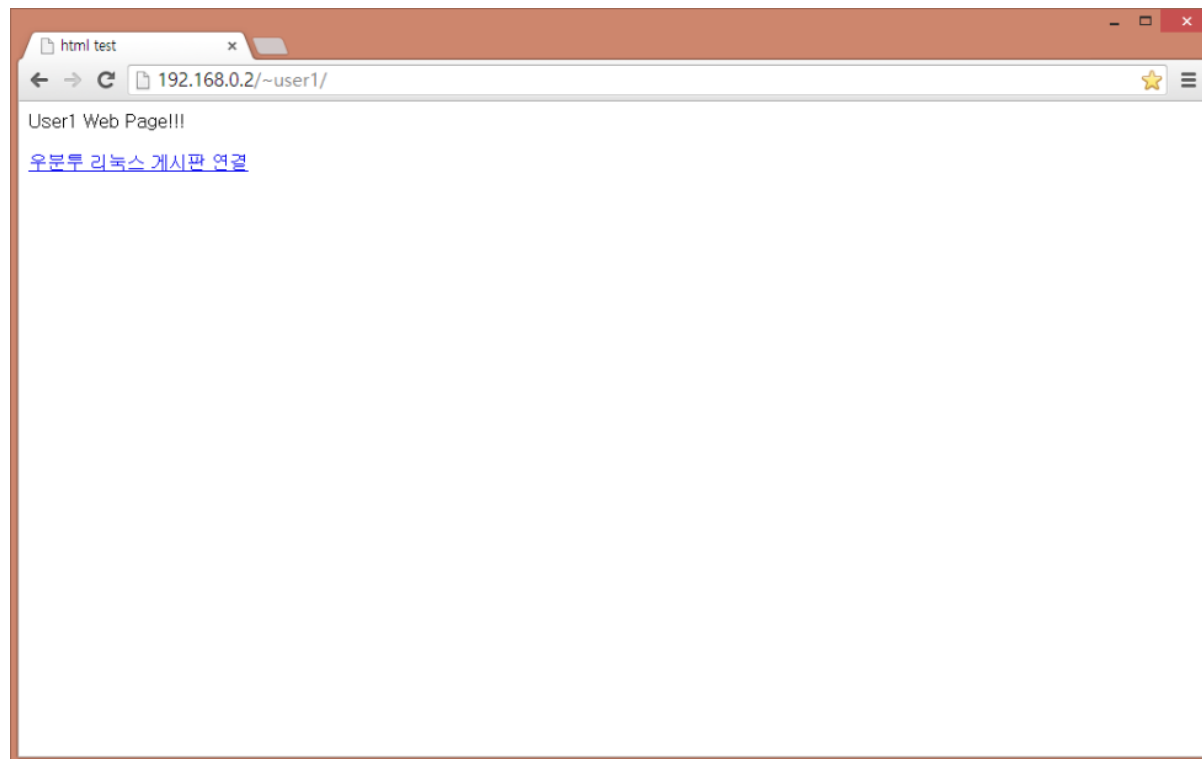 html test
192.168.0.2/~user1/
User1 Web Page!!!
우분투 리눅스 게시판 연결